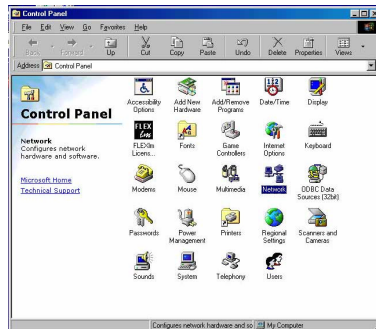 Control Panel
File Edit View Go Favorites Help
Back Forward Up Cut Copy Paste Undo Delete Properties Views
Address Control Panel
Control Panel
Network
Configures network
hardware and software.
Microsoft Home
Technical Support
Accessibility Options
Add New Hardware
Add/Remove Programs
Date/Time
Display
FLEX
lm
FLEXlm Licens...
Fonts
Game Controllers
Internet Options
Keyboard
Modems
Mouse
Multimedia
Network
ODBC Data Sources (32bit)
Passwords
Power Management
Printers
Regional Settings
Scanners and Cameras
Sounds
System
Telephony
Users
Configures network hardware and so My Computer